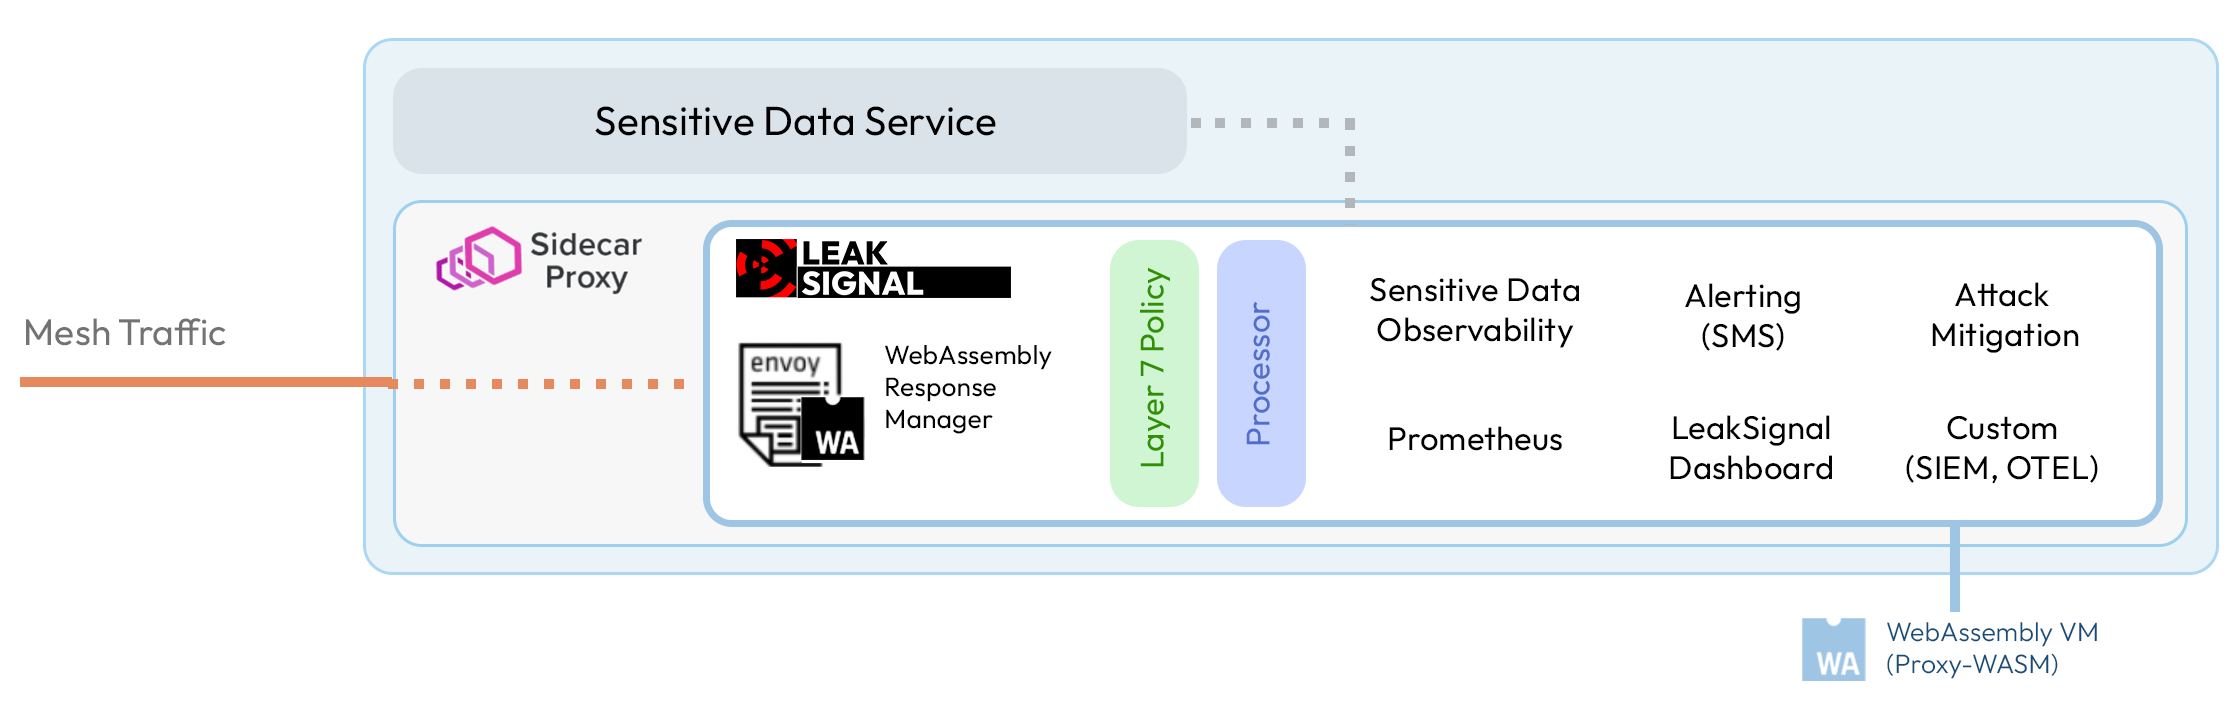 Sensitive Data Service
Sidecar
Proxy
Mesh Traffic
LEAK
SIGNAL
envoy
WA
WebAssembly
Response
Manager
Layer 7 Policy
Processor
Sensitive Data
Observability
Alerting
(SMS)
Attack
Mitigation
Prometheus
LeakSignal
Dashboard
Custom
(SIEM, OTEL)
WA
WebAssembly VM
(Proxy-WASM)